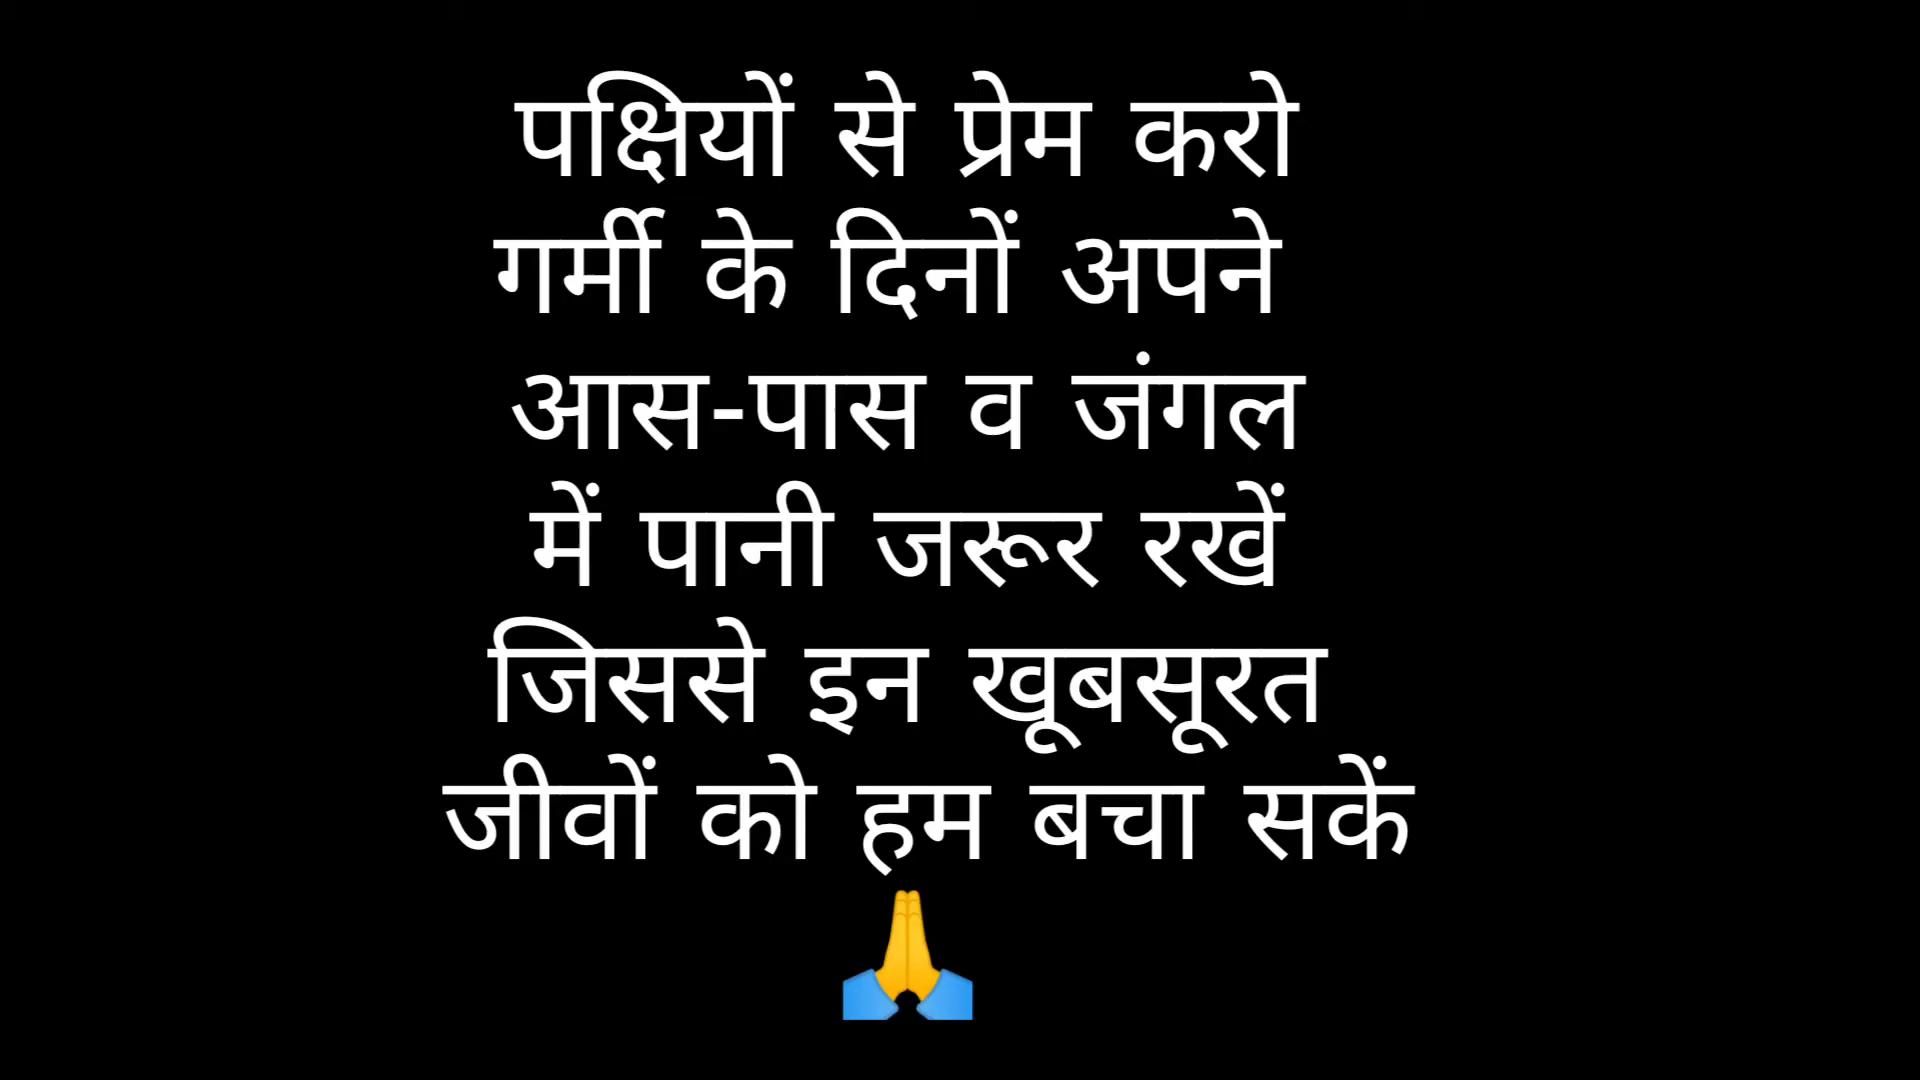 पक्षियों से प्रेम करो
गर्मी के दिनों अपने
आस-पास व जंगल
में पानी जरूर रखें
जिससे इन खूबसूरत
जीवों को हम बचा सकें
🙏